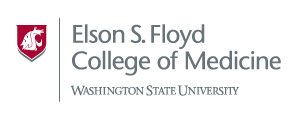 Elson S. Floyd
College of Medicine
WASHINGTON STATE UNIVERSITY